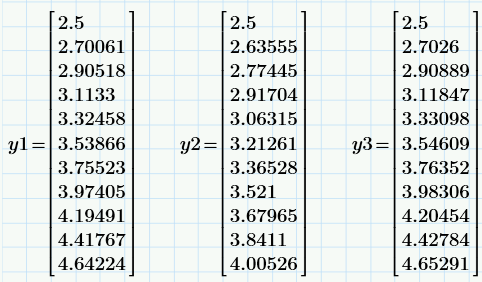 2.5 2.5 2.5
2.70061 2.63555 2.7026
2.90518 2.77445 2.90889
3.1133 2.91704 3.11847
3.32458 3.06315 3.33098
y1= 3.53866 y2= 3.21261 y3= 3.54609
3.75523 3.36528 3.76352
3.97405 3.521 3.98306
4.19491 3.67965 4.20454
4.41767 3.8411 4.42784
4.64224 4.00526 4.65291